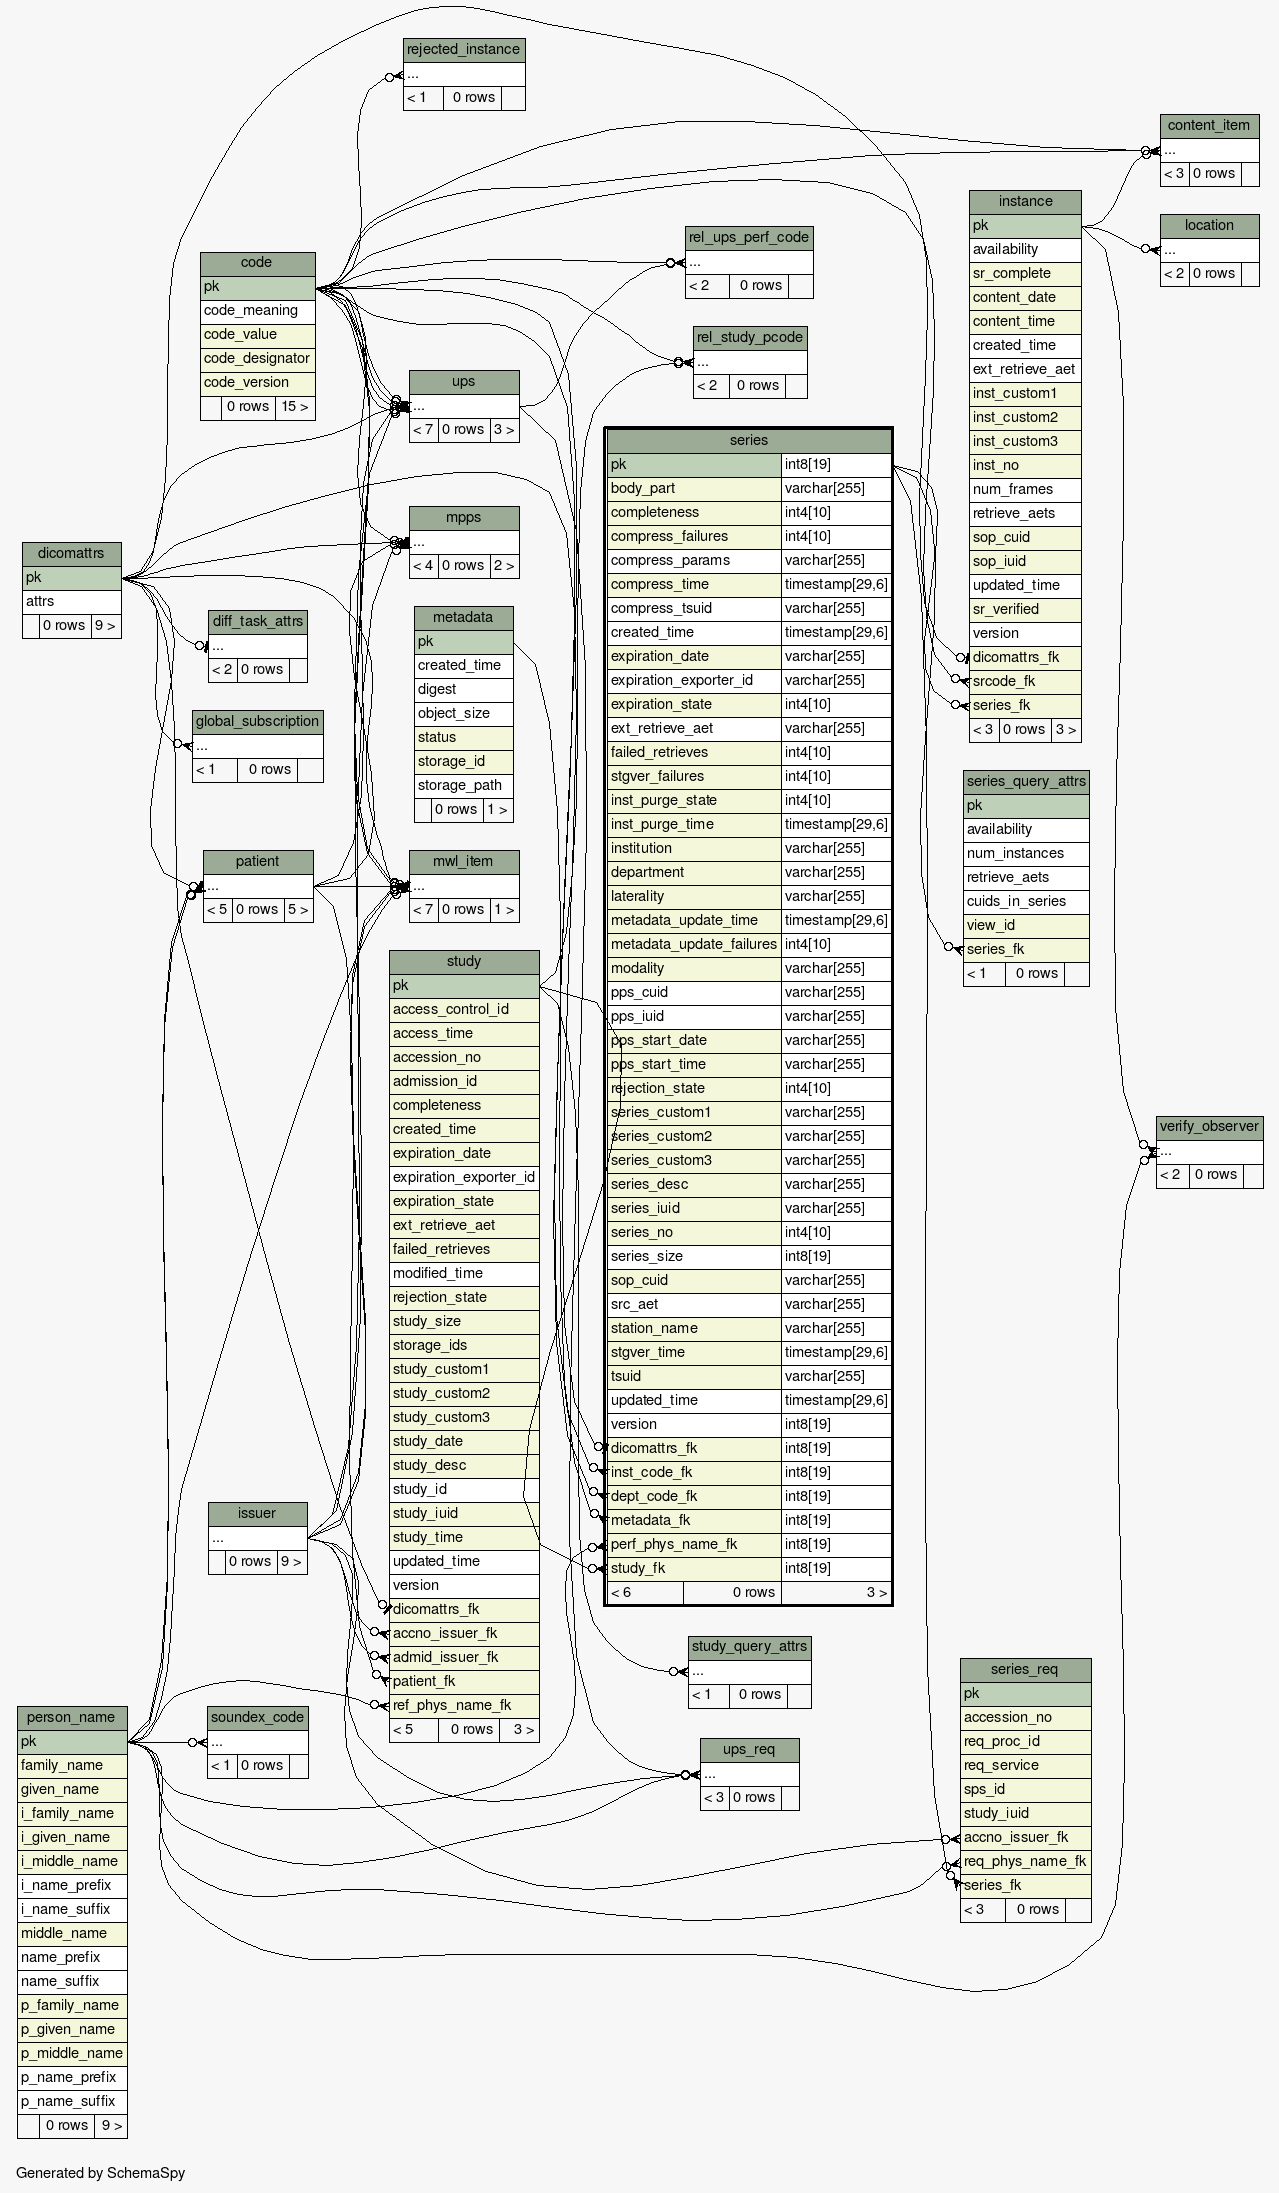 rejected_instance
...
< 1 0 rows
content_item
...
< 3 0 rows
instance
pk
availability
sr_complete
content_date
content_time
created_time
ext_retrieve_aet
inst_custom1
inst_custom2
inst_custom3
inst_no
num_frames
retrieve_aets
sop_cuid
sop_iuid
updated_time
sr_verified
version
dicomattrs_fk
srcode_fk
series_fk
< 3 0 rows 3 >
location
...
< 2 0 rows
rel_ups_perf_code
...
< 2 0 rows
code
pk
code_meaning
code_value
code_designator
code_version
0 rows 15 >
rel_study_pcode
...
< 2 0 rows
ups
...
< 7 0 rows 3 >
series
pk int8[19]
body_part varchar[255]
completeness int4[10]
compress_failures int4[10]
compress_params varchar[255]
compress_time timestamp[29,6]
compress_tsuid varchar[255]
created_time timestamp[29,6]
expiration_date varchar[255]
expiration_exporter_id varchar[255]
expiration_state int4[10]
ext_retrieve_aet varchar[255]
failed_retrieves int4[10]
stgver_failures int4[10]
inst_purge_state int4[10]
inst_purge_time timestamp[29,6]
institution varchar[255]
department varchar[255]
laterality varchar[255]
metadata_update_time timestamp[29,6]
metadata_update_failures int4[10]
modality varchar[255]
pps_cuid varchar[255]
pps_iuid varchar[255]
pps_start_date varchar[255]
pps_start_time varchar[255]
rejection_state int4[10]
series_custom1 varchar[255]
series_custom2 varchar[255]
series_custom3 varchar[255]
series_desc varchar[255]
series_iuid varchar[255]
series_no int4[10]
series_size int8[19]
sop_cuid varchar[255]
src_aet varchar[255]
station_name varchar[255]
stgver_time timestamp[29,6]
tsuid varchar[255]
updated_time timestamp[29,6]
version int8[19]
dicomattrs_fk int8[19]
inst_code_fk int8[19]
dept_code_fk int8[19]
metadata_fk int8[19]
perf_phys_name_fk int8[19]
study_fk int8[19]
< 6 0 rows 3 >
mpps
...
< 4 0 rows 2 >
dicomattrs
pk
attrs
0 rows 9 >
diff_task_attrs
...
< 2 0 rows
metadata
pk
created_time
digest
object_size
status
storage_id
storage_path
0 rows 1 >
global_subscription
...
< 1 0 rows
series_query_attrs
pk
availability
num_instances
retrieve_aets
cuids_in_series
view_id
series_fk
< 1 0 rows
patient
...
< 5 0 rows 5 >
mwl_item
...
< 7 0 rows 1 >
study
pk
access_control_id
access_time
accession_no
admission_id
completeness
created_time
expiration_date
expiration_exporter_id
expiration_state
ext_retrieve_aet
failed_retrieves
modified_time
rejection_state
study_size
storage_ids
study_custom1
study_custom2
study_custom3
study_date
study_desc
study_id
study_iuid
study_time
updated_time
version
dicomattrs_fk
accno_issuer_fk
admid_issuer_fk
patient_fk
ref_phys_name_fk
< 5 0 rows 3 >
verify_observer
...
< 2 0 rows
issuer
...
0 rows 9 >
study_query_attrs
...
< 1 0 rows
series_req
pk
accession_no
req_proc_id
req_service
sps_id
study_iuid
accno_issuer_fk
req_phys_name_fk
series_fk
< 3 0 rows
person_name
pk
family_name
given_name
i_family_name
i_given_name
i_middle_name
i_name_prefix
i_name_suffix
middle_name
name_prefix
name_suffix
p_family_name
p_given_name
p_middle_name
p_name_prefix
p_name_suffix
0 rows 9 >
soundex_code
...
< 1 0 rows
ups_req
...
< 3 0 rows
Generated by SchemaSpy